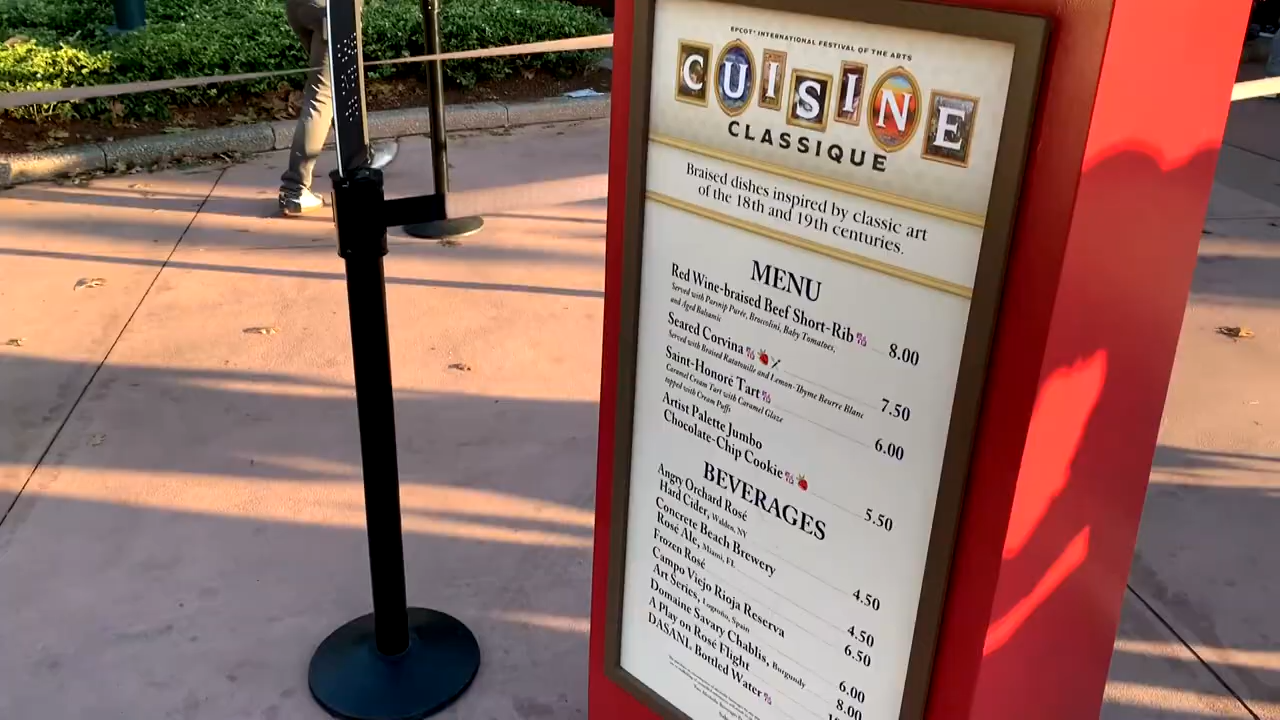 EPCOT® INTERNATIONAL FESTIVAL OF THE ARTS
CUISINE
CLASSIQUE
Braised dishes inspired by classic art
of the 18th and 19th centuries.
MENU
Red Wine-braised Beef Short-Rib 8.00
Served with Parsnip Purée, Broccolini, Baby Tomatoes,
and Aged Balsamic
Seared Corvina 7.50
Served with Braised Ratatouille and Lemon-Thyme Beurre Blanc
Saint-Honoré Tart 6.00
Caramel Cream Tart with Caramel Glaze
topped with Cream Puffs
Artist Palette Jumbo
Chocolate-Chip Cookie 5.50
BEVERAGES
Angry Orchard Rosé
Hard Cider, Walden, NY 4.50
Concrete Beach Brewery
Rosé Ale, Miami, FL 4.50
Frozen Rosé 6.50
Campo Viejo Rioja Reserva
Art Series, Logroño, Spain 6.00
Domaine Savary Chablis, Burgundy 8.00
A Play on Rosé Flight
DASANI® Bottled Water